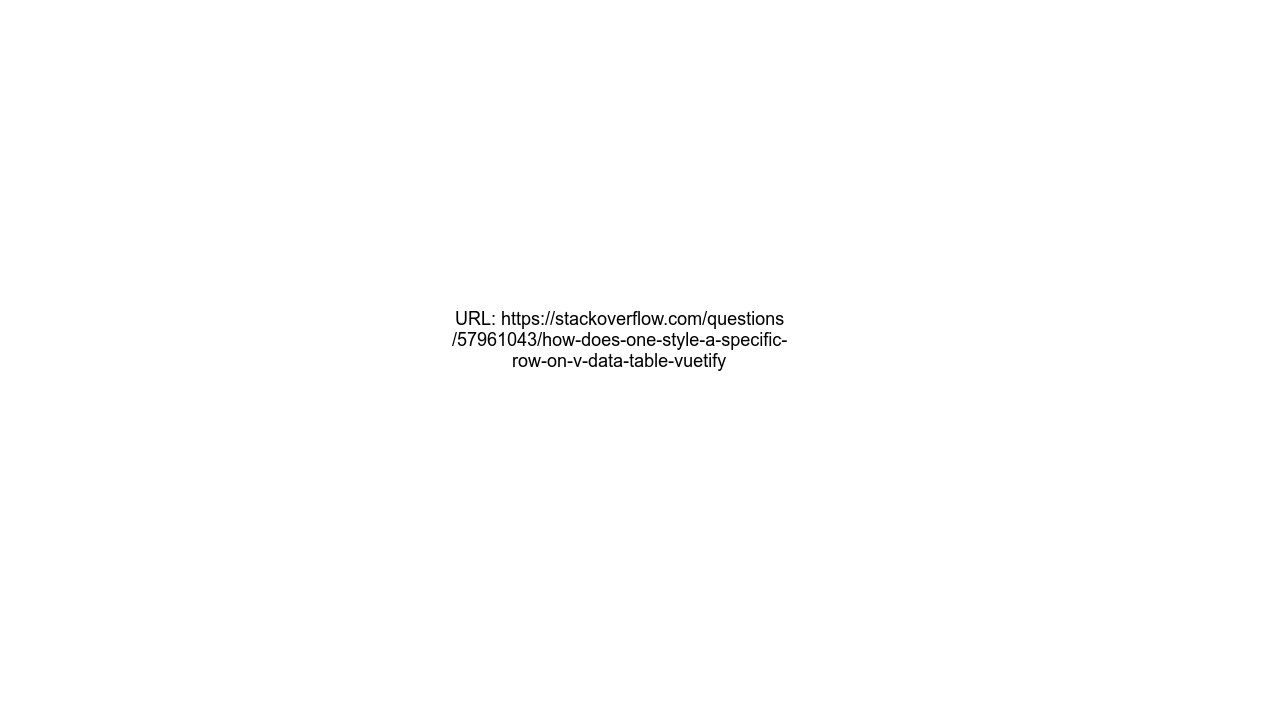 URL: https://stackoverflow.com/questions
/57961043/how-does-one-style-a-specific-
row-on-v-data-table-vuetify